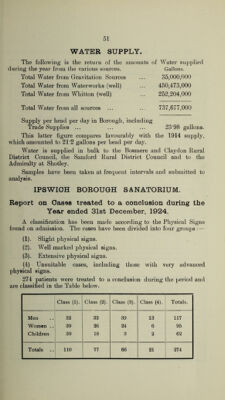 51
WATER SUPPLY.
The following is the return of the amounts of Water supplied
during the year from the various sources. Gallons.
Total Water from Gravitation Sources ... 35,000,000
Total Water from Waterworks (well) ... 450,473,000
Total Water from Whitton (well) ... 252,204,000
Total Water from all sources ... ... 737,677,000
Supply per head per day in Borough, including
Trade Supplies ... ... ... 23·98 gallons.
This latter figure compares favourably with the 1914 supply,
which amounted to 21·2 gallons per head per day.
Water is supplied in bulk to the Bosmere and Claydon Rural
District Council, the Samford Rural District Council and to the
Admiralty at Shotley.
Samples have been taken at frequent intervals and submitted to
analysis.
IPSWICH BOROUGH SANATORIUM.
Report on Cases treated to a conclusion during the
Year ended 31st December, 1924.
A classification has been made according to the Physical Signs
found on admission. The cases have been divided into four groups :—
(1). Slight physical signs.
(2). Well marked physical signs.
(3). Extensive physical signs.
(4). Unsuitable cases, including those with very advanced
physical signs.
274 patients were treated to a conclusion during the period and
are classified in the Table below.
Class (1). Class (2). Class (3). Class (4). Totals.
Men .. 32 33 39 13 117
Women .. 39 26 24 6 95
Children 39 18 3 2 62
Totals .. 110 77 66 21 274